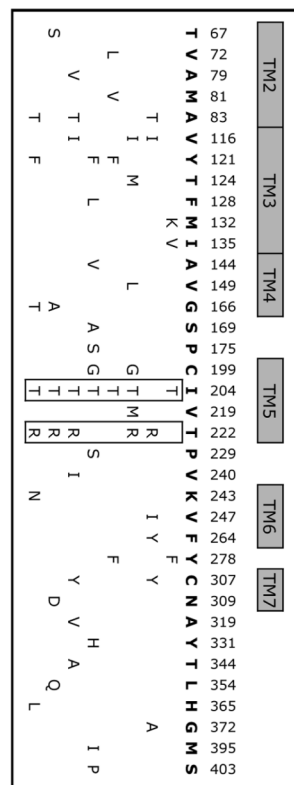 S T 67
L V 72
V A 79
V M 81
TM2
T T T A 83
I I I V 116
F F F Y 121
M T 124
L F 128
K M 132
V I 135
TM3
V A 144
L V 149
T A G 166
TM4
A S 169
S P 175
G G C 199
T T T T T T T I 204
M V 219
R R R R R T 222
TM5
S P 229
I V 240
N K 243
I V 247
Y F 264
TM6
F F Y 278
Y Y C 307
D N 309
TM7
V A 319
H Y 331
A T 344
Q L 354
L H 365
A G 372
I M 395
P S 403